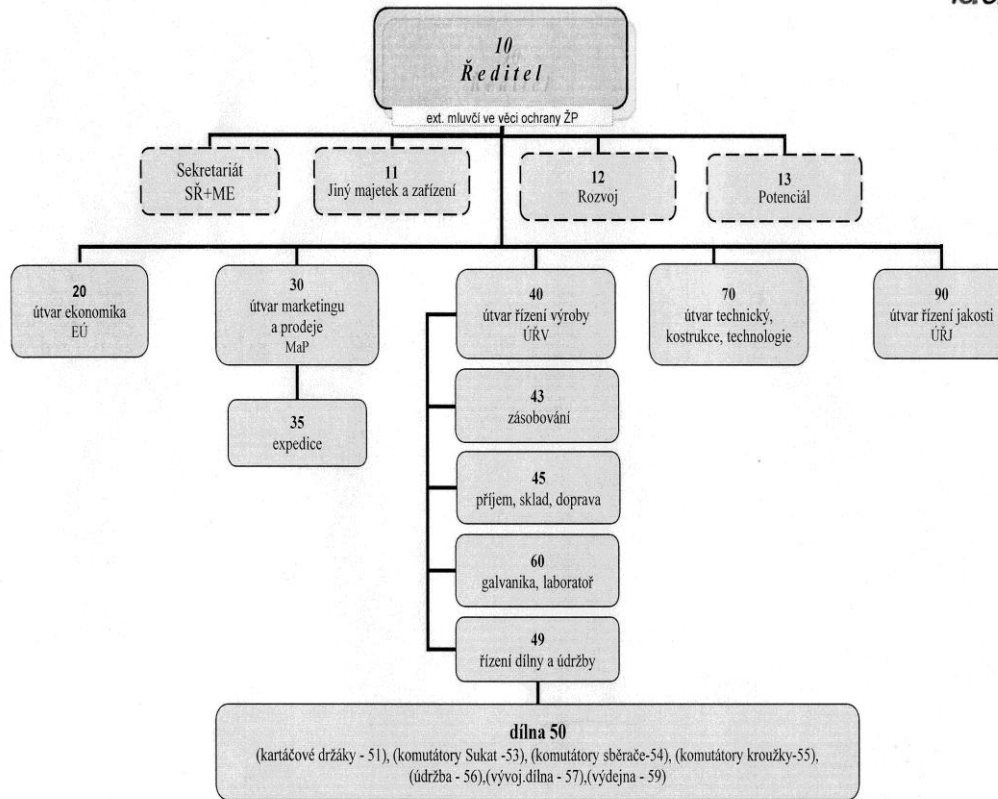 10
Ředitel
ext. mluvčí ve věci ochrany ŽP
Sekretariát
SŘ+ME
11
Jiný majetek a zařízení
12
Rozvoj
13
Potenciál
20
útvar ekonomika
EÚ
30
útvar marketingu
a prodeje
MaP
40
útvar řízení výroby
ÚŘV
70
útvar technický,
kostrukce, technologie
90
útvar řízení jakosti
ÚŘJ
35
expedice
43
zásobování
45
příjem, sklad, doprava
60
galvanika, laboratoř
49
řízení dílny a údržby
dílna 50
(kartáčové držáky - 51), (komutátory Sukat -53), (komutátory sběrače-54), (komutátory kroužky-55),
(údržba - 56),(vývoj.dílna - 57),(výdejna - 59)